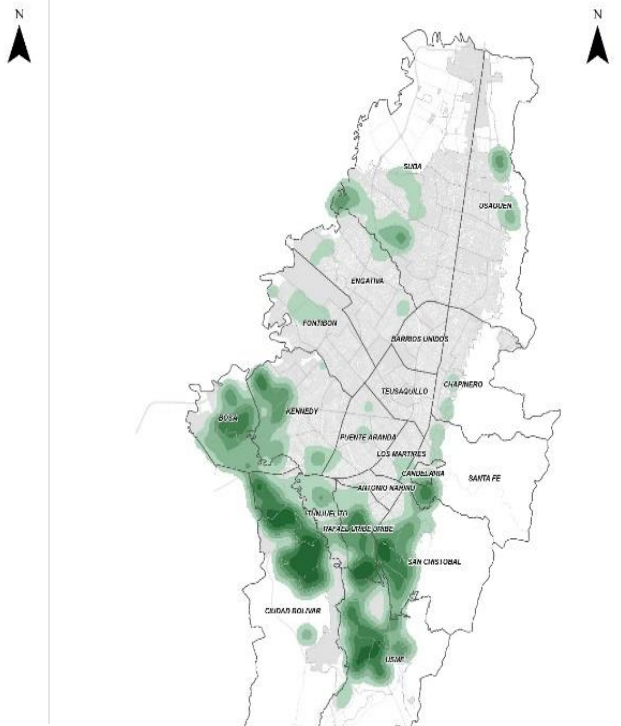 N
N
SUBA
USAQUEN
ENGATIVA
FONTIBON
BARRIOS UNIDOS
CHAPINERO
TEUSAQUILLO
BOSA
KENNEDY
PUENTE ARANDA
LOS MARTIRES
CANDELARIA
SANTA FE
ANTONIO NARIÑO
TUNJUELITO
RAFAEL URIBE URIBE
SAN CRISTOBAL
CIUDAD BOLIVAR
USME